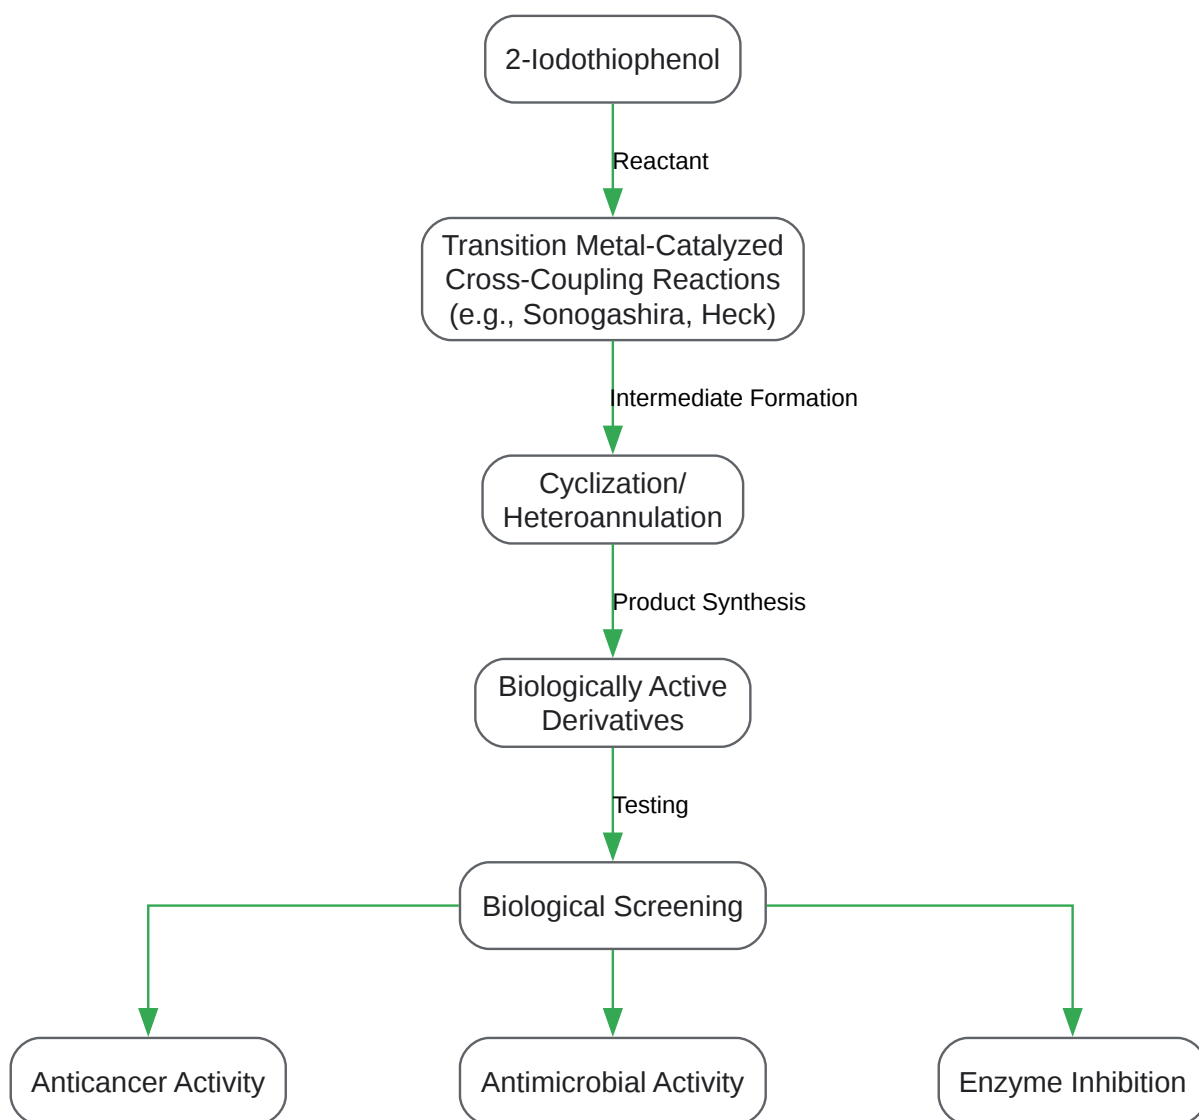 2-Iodothiophenol
Reactant
Transition Metal-Catalyzed
Cross-Coupling Reactions
(e.g., Sonogashira, Heck)
Intermediate Formation
Cyclization/
Heteroannulation
Product Synthesis
Biologically Active
Derivatives
Testing
Biological Screening
Anticancer Activity
Antimicrobial Activity
Enzyme Inhibition